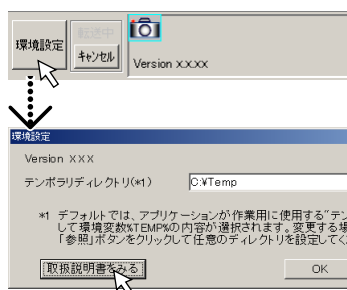 環境設定
転送中
キャンセル
Version X.X.XX
環境設定
Version XXX
テンポラリディレクトリ(*1)
C:¥Temp
*1 デフォルトでは、アプリケーションが作業用に使用する"テン
して環境変数%TEMP%の内容が選択されます。変更する場
「参照」ボタンをクリックして任意のディレクトリを設定してく
取扱説明書をみる
OK